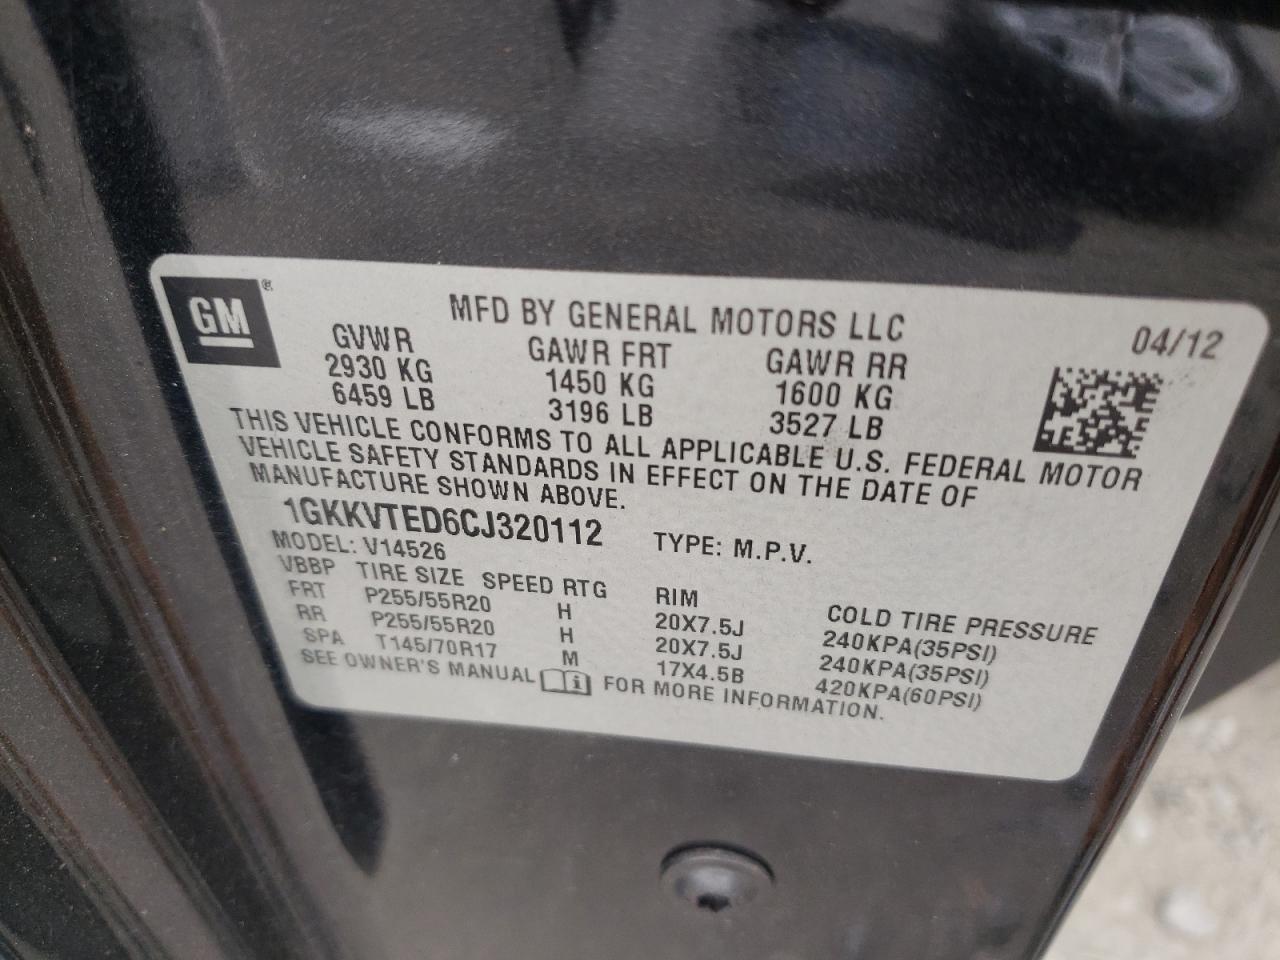 GM®
MFD BY GENERAL MOTORS LLC
04/12
GVWR GAWR FRT GAWR RR
2930 KG 1450 KG 1600 KG
6459 LB 3196 LB 3527 LB
THIS VEHICLE CONFORMS TO ALL APPLICABLE U.S. FEDERAL MOTOR
VEHICLE SAFETY STANDARDS IN EFFECT ON THE DATE OF
MANUFACTURE SHOWN ABOVE.
1GKKVTED6CJ320112 TYPE: M.P.V.
MODEL: V14526
VBBP TIRE SIZE SPEED RTG RIM COLD TIRE PRESSURE
FRT P255/55R20 H 20X7.5J 240KPA(35PSI)
RR P255/55R20 H 20X7.5J 240KPA(35PSI)
SPA T145/70R17 M 17X4.5B 420KPA(60PSI)
SEE OWNER'S MANUAL i FOR MORE INFORMATION.